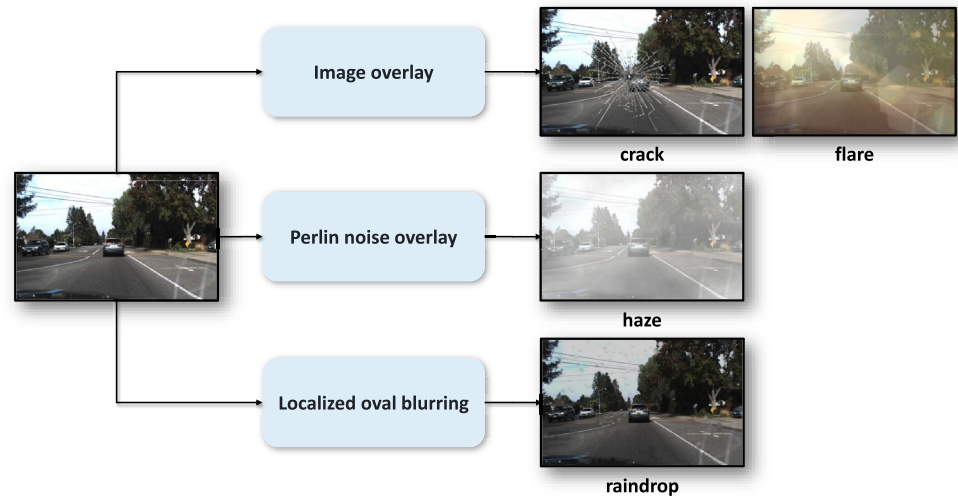 Image overlay
crack
flare
Perlin noise overlay
haze
Localized oval blurring
raindrop